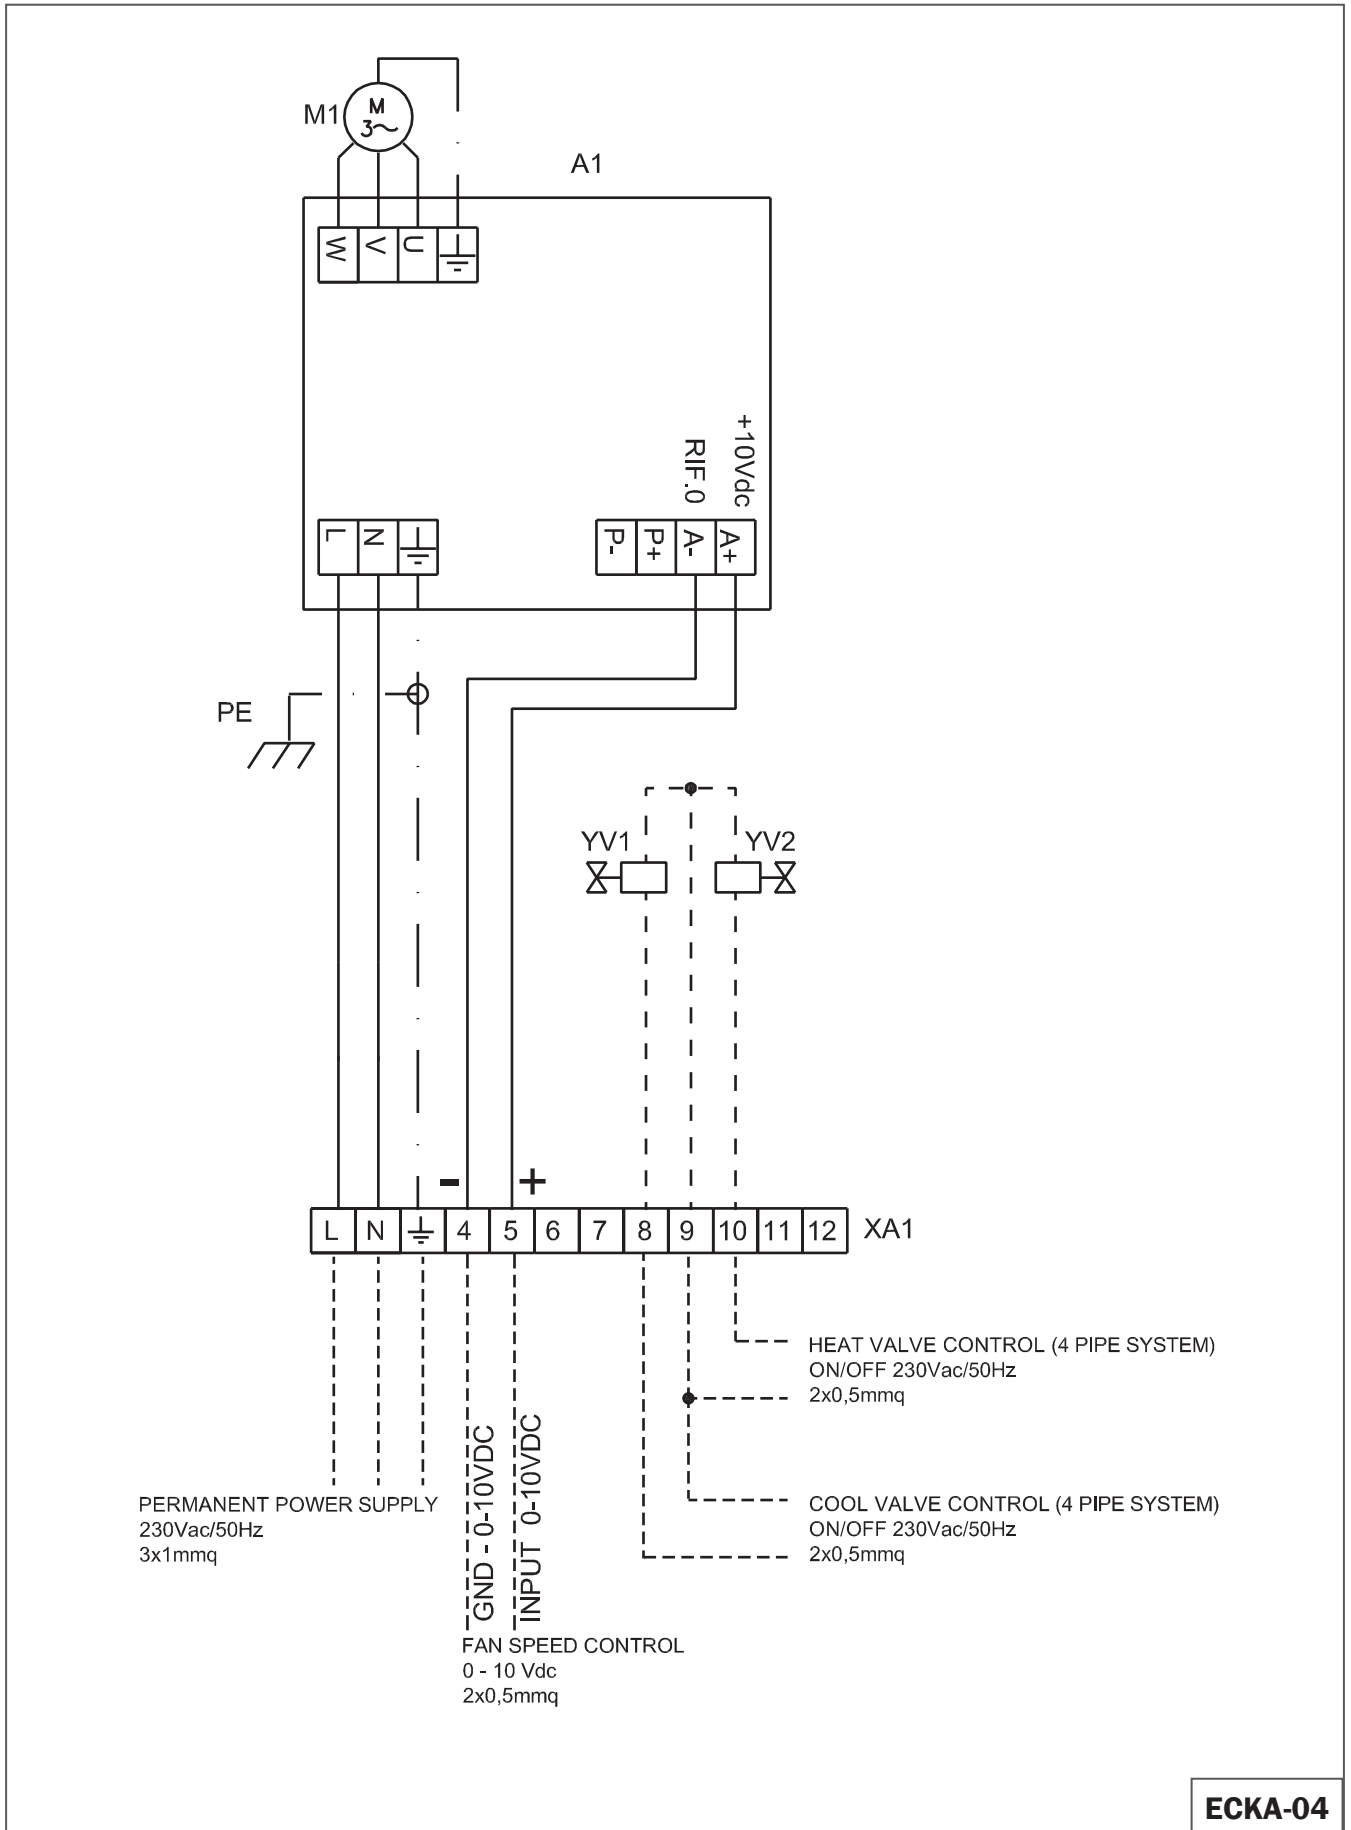 M1
M
3~
A1
W
V
U
+10Vdc
RIF.0
L
N
P-
P+
A-
A+
PE
YV1
YV2
-
+
L
N
4
5
6
7
8
9
10
11
12
XA1
HEAT VALVE CONTROL (4 PIPE SYSTEM)
ON/OFF 230Vac/50Hz
2x0,5mmq
GND - 0-10VDC
INPUT 0-10VDC
PERMANENT POWER SUPPLY
230Vac/50Hz
3x1mmq
COOL VALVE CONTROL (4 PIPE SYSTEM)
ON/OFF 230Vac/50Hz
2x0,5mmq
FAN SPEED CONTROL
0 - 10 Vdc
2x0,5mmq
ECKA-04